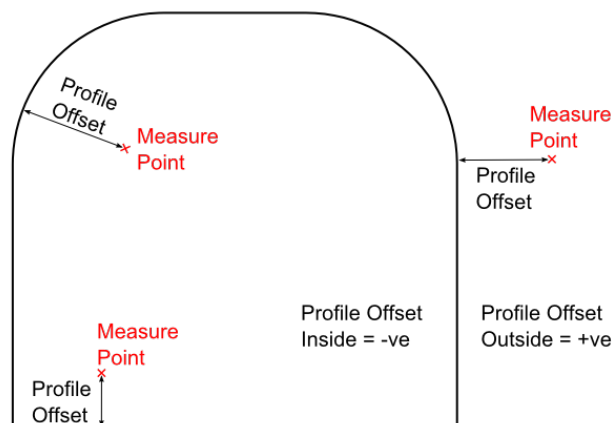 Profile
Offset
Measure
Point
Measure
Point
Profile
Offset
Profile Offset
Inside = -ve
Profile Offset
Outside = +ve
Measure
Point
Profile
Offset